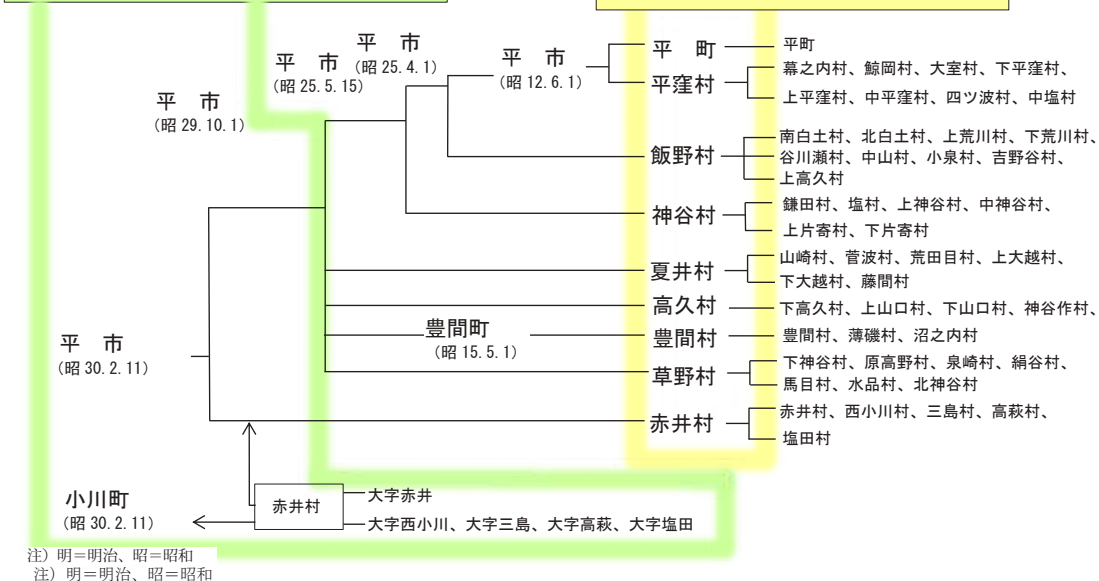 平　市
(昭 29.10.1)
平　市
(昭 25.5.15)
平　市
(昭 25.4.1)
平　市
(昭 12.6.1)
平　町
平町
平窪村
幕之内村、鯨岡村、大室村、下平窪村、
上平窪村、中平窪村、四ツ波村、中塩村
飯野村
南白土村、北白土村、上荒川村、下荒川村、
谷川瀬村、中山村、小泉村、吉野谷村、
上高久村
神谷村
鎌田村、塩村、上神谷村、中神谷村、
上片寄村、下片寄村
夏井村
山崎村、菅波村、荒田目村、上大越村、
下大越村、藤間村
高久村
下高久村、上山口村、下山口村、神谷作村、
豊間町
(昭 15.5.1)
豊間村
豊間村、薄磯村、沼之内村
平　市
(昭 30.2.11)
草野村
下神谷村、原高野村、泉崎村、絹谷村、
馬目村、水品村、北神谷村
赤井村
赤井村、西小川村、三島村、高萩村、
塩田村
小川町
(昭 30.2.11)
赤井村
大字赤井
大字西小川、大字三島、大字高萩、大字塩田
注）明＝明治、昭＝昭和
注）明＝明治、昭＝昭和